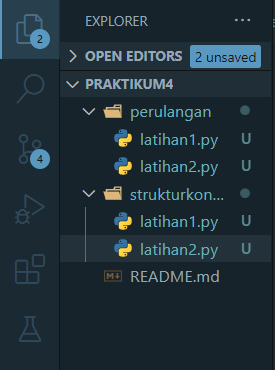 EXPLORER ...
2
OPEN EDITORS 2 unsaved
PRAKTIKUM4
perulangan
latihan1.py U
latihan2.py U
4
strukturkon...
latihan1.py U
latihan2.py U
README.md